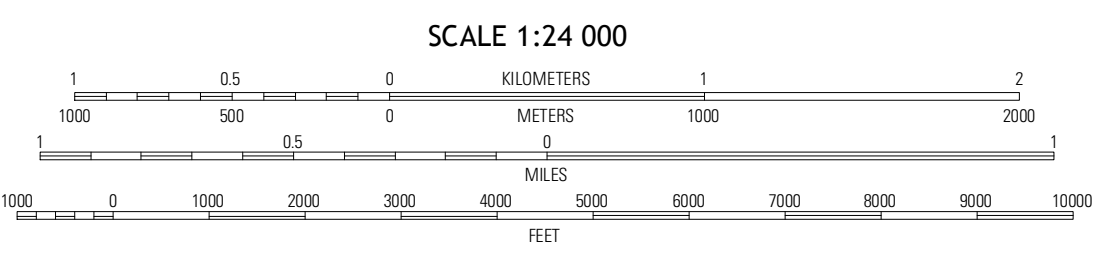 SCALE 1:24 000
1 0.5 0 KILOMETERS 1 2
1000 500 0 METERS 1000 2000
1 0.5 0 1
MILES
1000 0 1000 2000 3000 4000 5000 6000 7000 8000 9000 10000
FEET